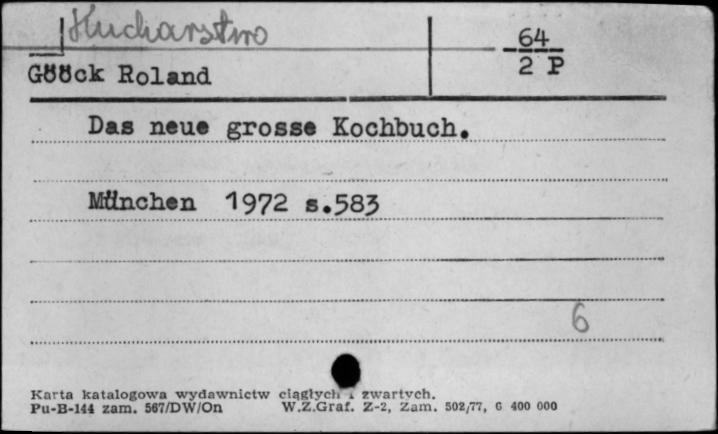 Kucharstwo
64
2 P
Gööck Roland
Das neue grosse Kochbuch.
München 1972 s.583
6
Karta katalogowa wydawnictw ciągłych i zwartych.
Pu-B-144 zam. 567/DW/On W.Z.Graf. Z-2, Zam. 502/77, G 400 000